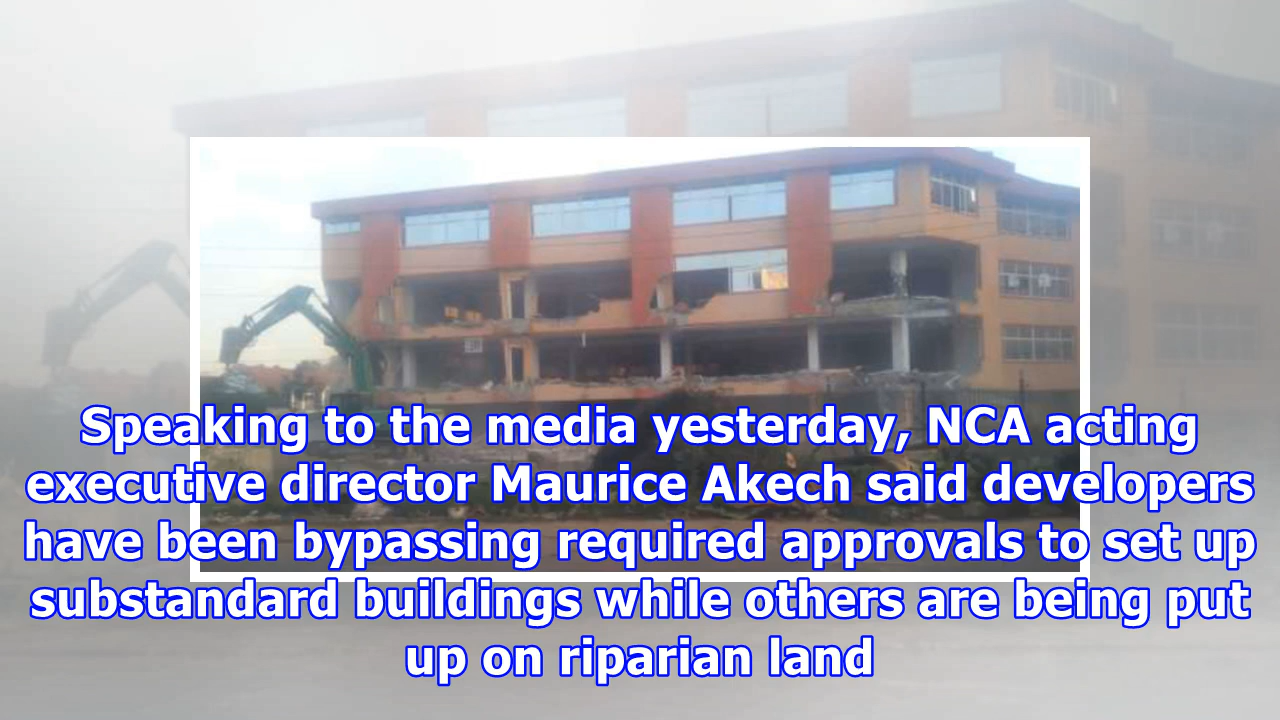 Speaking to the media yesterday, NCA acting
executive director Maurice Akech said developers
have been bypassing required approvals to set up
substandard buildings while others are being put
up on riparian land